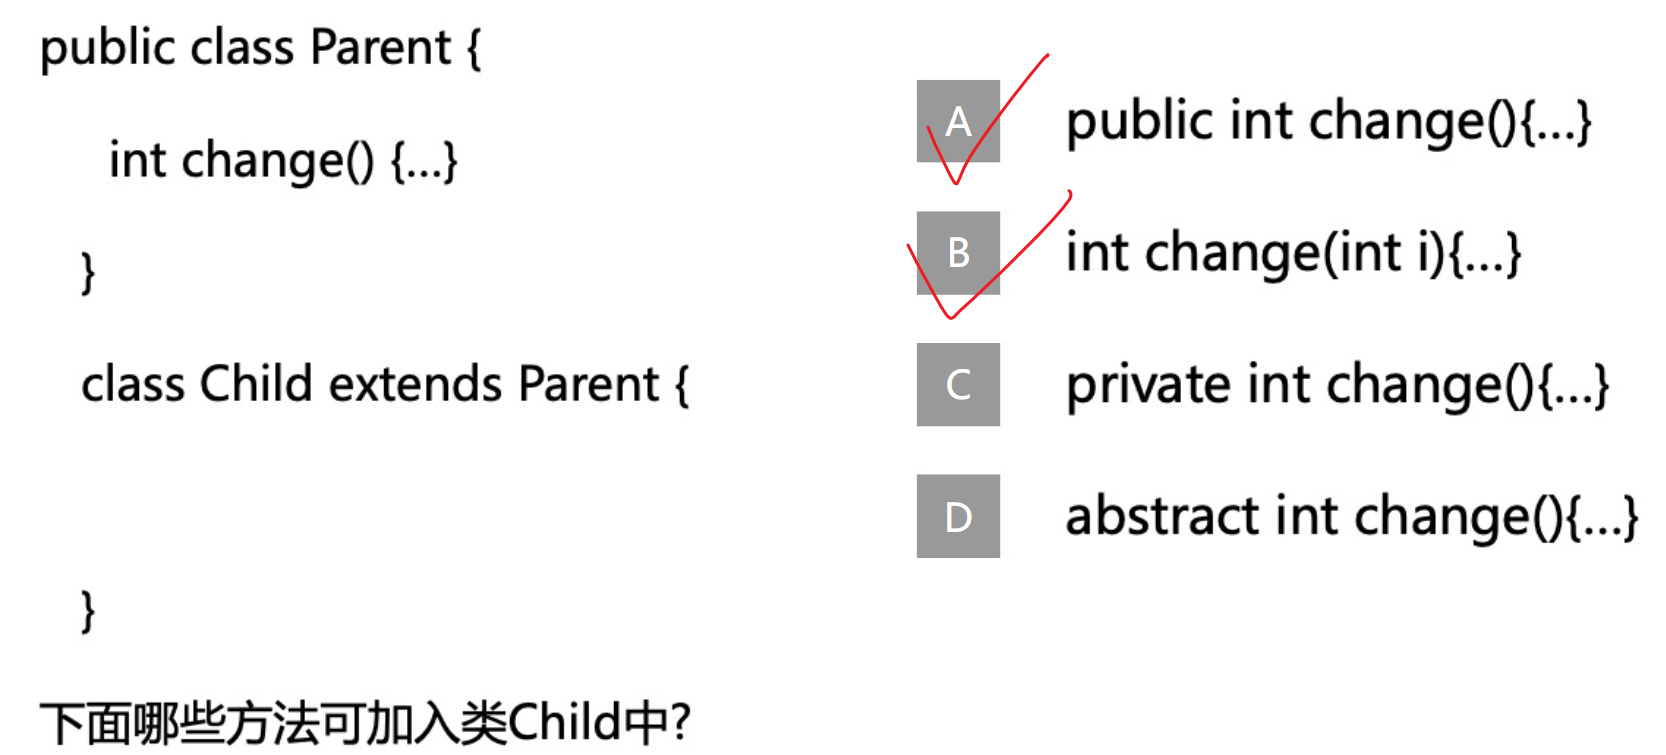 public class Parent {
int change() {...}
}
class Child extends Parent {
}
下面哪些方法可加入类Child中?
A public int change(){...}
B int change(int i){...}
C private int change(){...}
D abstract int change(){...}